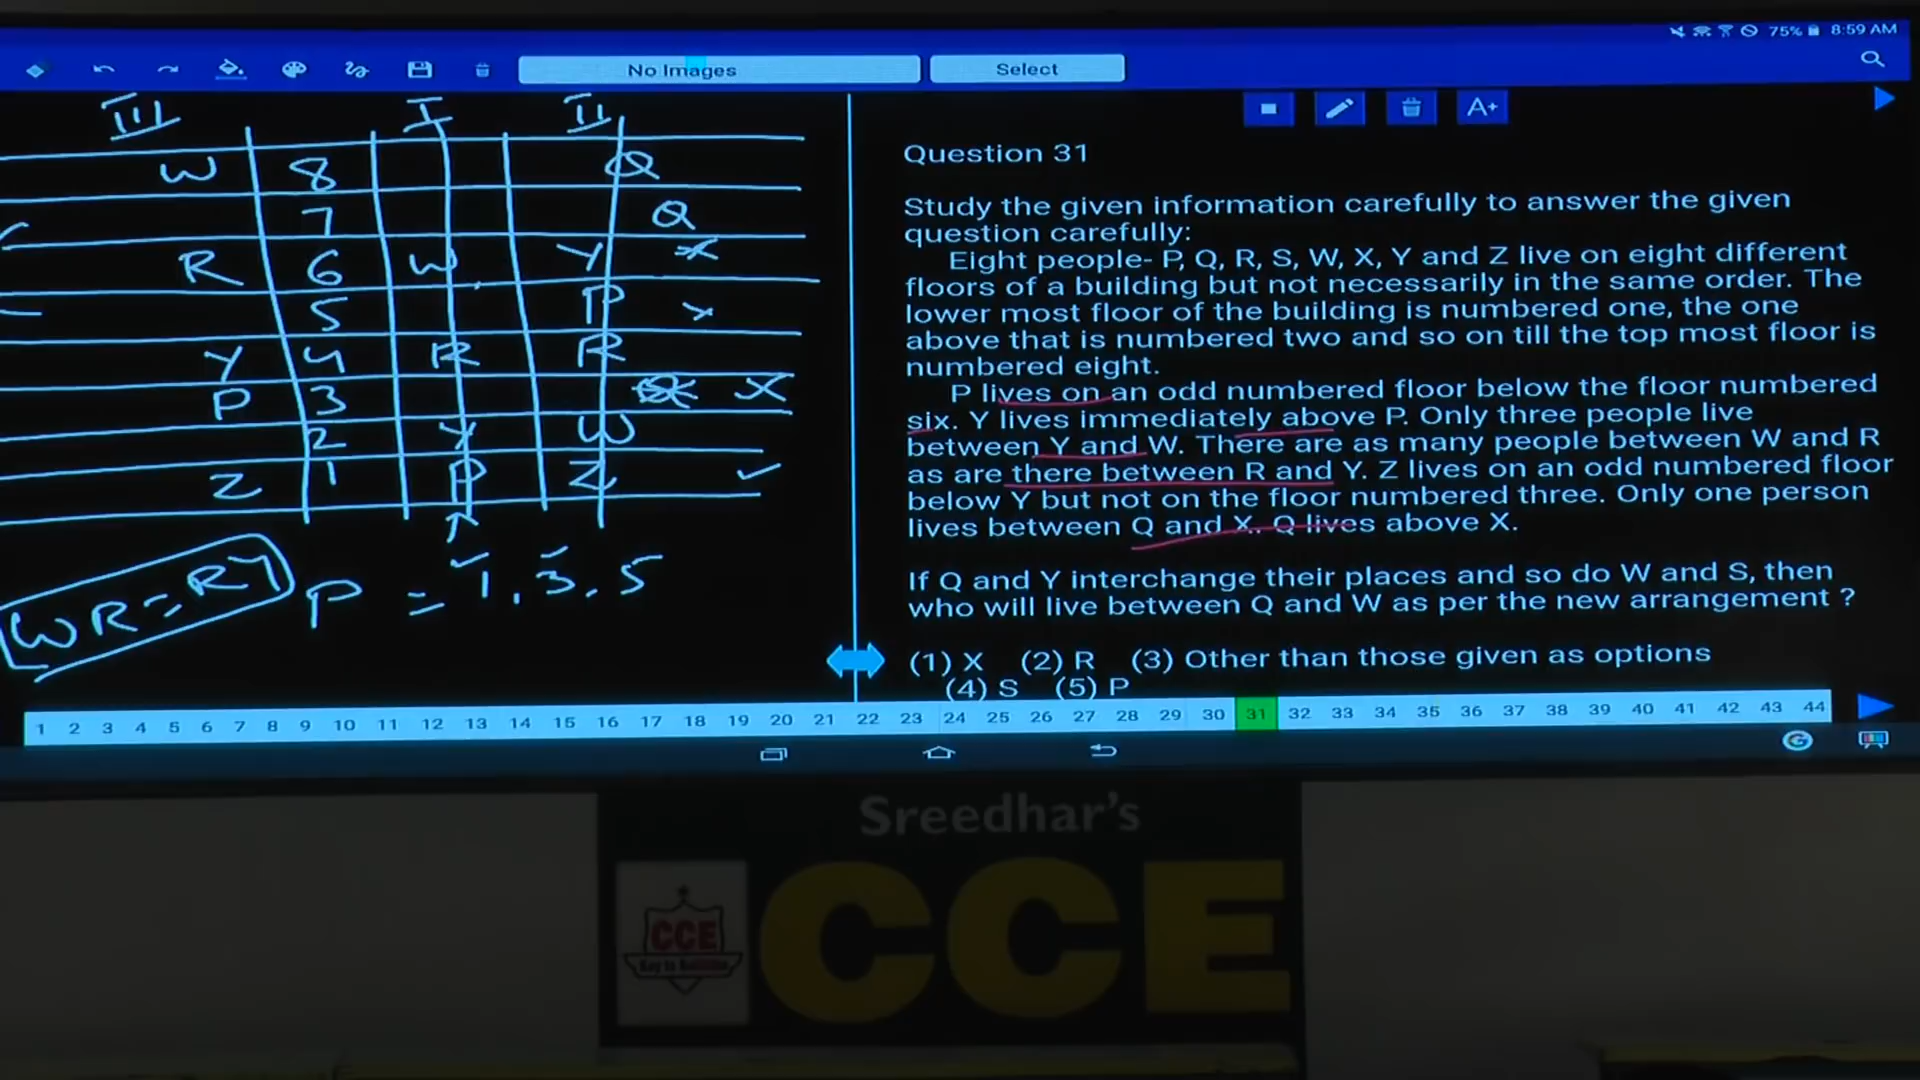 75% 8:59 AM
No Images Select
A+
III I II
W 8 Q
7 Q
R 6 W Y
5 P
Y 4 R R
P 3 X
2 Y W
Z 1 P Z
WR=RY P = 1, 3, 5
Question 31
Study the given information carefully to answer the given
question carefully:
Eight people- P, Q, R, S, W, X, Y and Z live on eight different
floors of a building but not necessarily in the same order. The
lower most floor of the building is numbered one, the one
above that is numbered two and so on till the top most floor is
numbered eight.
P lives on an odd numbered floor below the floor numbered
six. Y lives immediately above P. Only three people live
between Y and W. There are as many people between W and R
as are there between R and Y. Z lives on an odd numbered floor
below Y but not on the floor numbered three. Only one person
lives between Q and X. Q lives above X.
If Q and Y interchange their places and so do W and S, then
who will live between Q and W as per the new arrangement ?
(1) X (2) R (3) Other than those given as options
(4) S (5) P
1 2 3 4 5 6 7 8 9 10 11 12 13 14 15 16 17 18 19 20 21 22 23 24 25 26 27 28 29 30 31 32 33 34 35 36 37 38 39 40 41 42 43 44
G
Sreedhar's
CCE
CCE